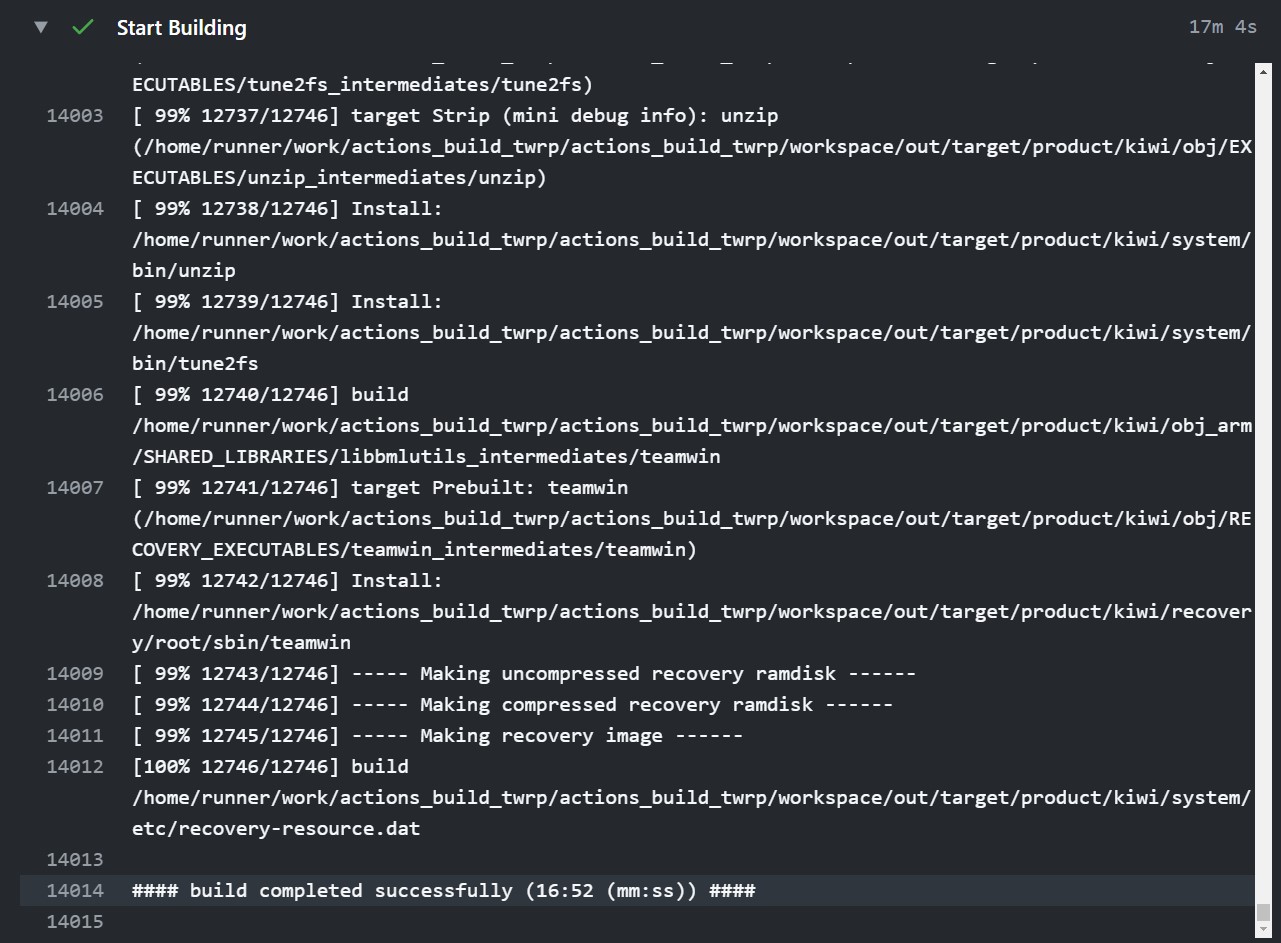 Start Building 17m 4s
ECUTABLES/tune2fs_intermediates/tune2fs)
14003 [ 99% 12737/12746] target Strip (mini debug info): unzip
(/home/runner/work/actions_build_twrp/actions_build_twrp/workspace/out/target/product/kiwi/obj/EX
ECUTABLES/unzip_intermediates/unzip)
14004 [ 99% 12738/12746] Install:
/home/runner/work/actions_build_twrp/actions_build_twrp/workspace/out/target/product/kiwi/system/
bin/unzip
14005 [ 99% 12739/12746] Install:
/home/runner/work/actions_build_twrp/actions_build_twrp/workspace/out/target/product/kiwi/system/
bin/tune2fs
14006 [ 99% 12740/12746] build
/home/runner/work/actions_build_twrp/actions_build_twrp/workspace/out/target/product/kiwi/obj_arm
/SHARED_LIBRARIES/libbmlutils_intermediates/teamwin
14007 [ 99% 12741/12746] target Prebuilt: teamwin
(/home/runner/work/actions_build_twrp/actions_build_twrp/workspace/out/target/product/kiwi/obj/RE
COVERY_EXECUTABLES/teamwin_intermediates/teamwin)
14008 [ 99% 12742/12746] Install:
/home/runner/work/actions_build_twrp/actions_build_twrp/workspace/out/target/product/kiwi/recover
y/root/sbin/teamwin
14009 [ 99% 12743/12746] ----- Making uncompressed recovery ramdisk ------
14010 [ 99% 12744/12746] ----- Making compressed recovery ramdisk ------
14011 [ 99% 12745/12746] ----- Making recovery image ------
14012 [100% 12746/12746] build
/home/runner/work/actions_build_twrp/actions_build_twrp/workspace/out/target/product/kiwi/system/
etc/recovery-resource.dat
14013
14014 #### build completed successfully (16:52 (mm:ss)) ####
14015